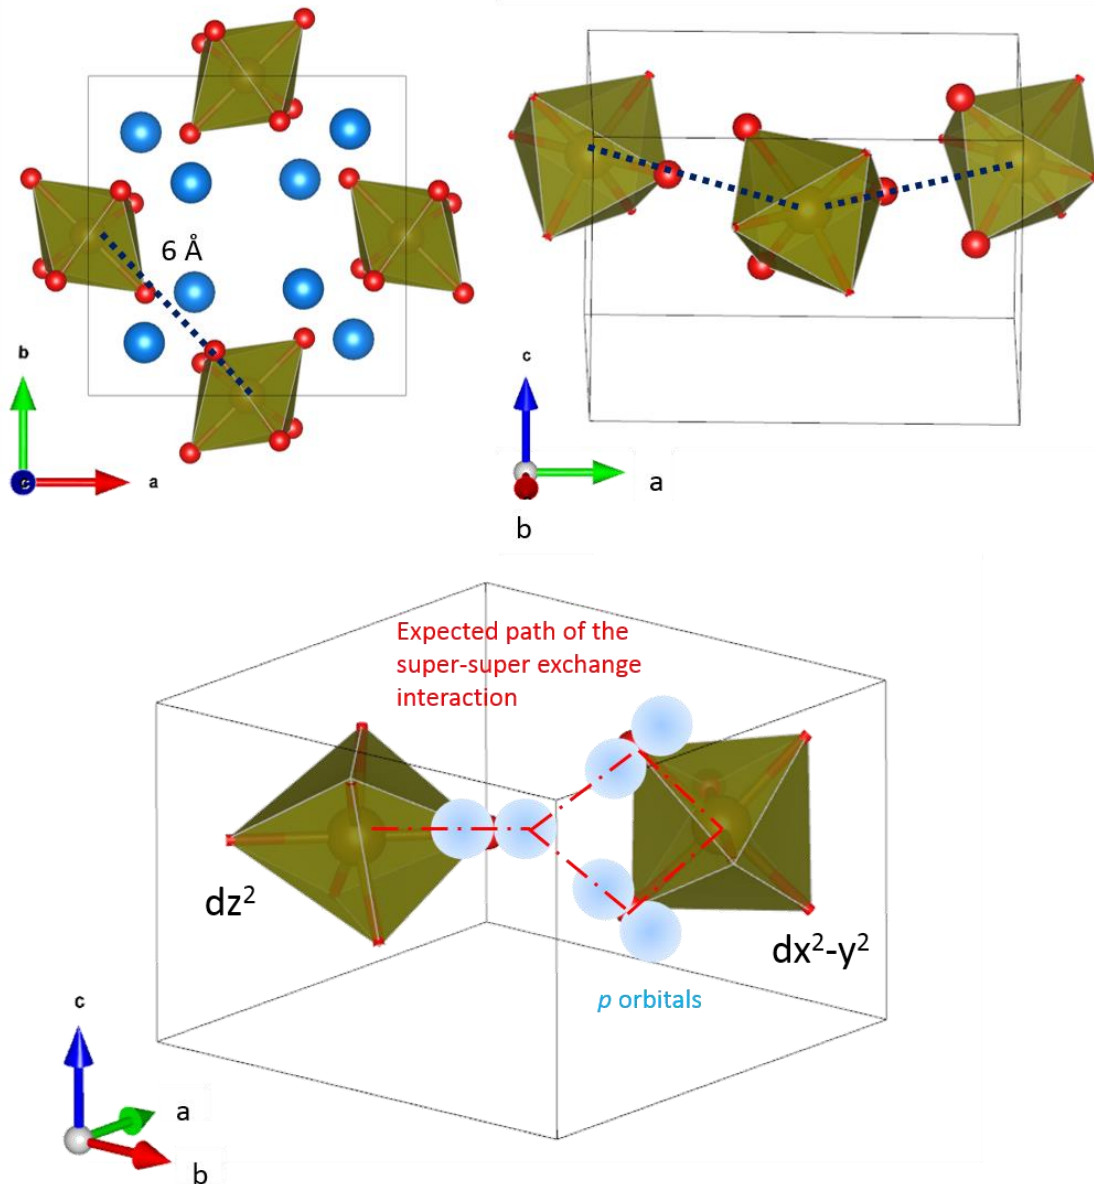 6 Å
b
c
a
c
a
b
Expected path of the
super-super exchange
interaction
dz²
dx²-y²
p orbitals
c
a
b